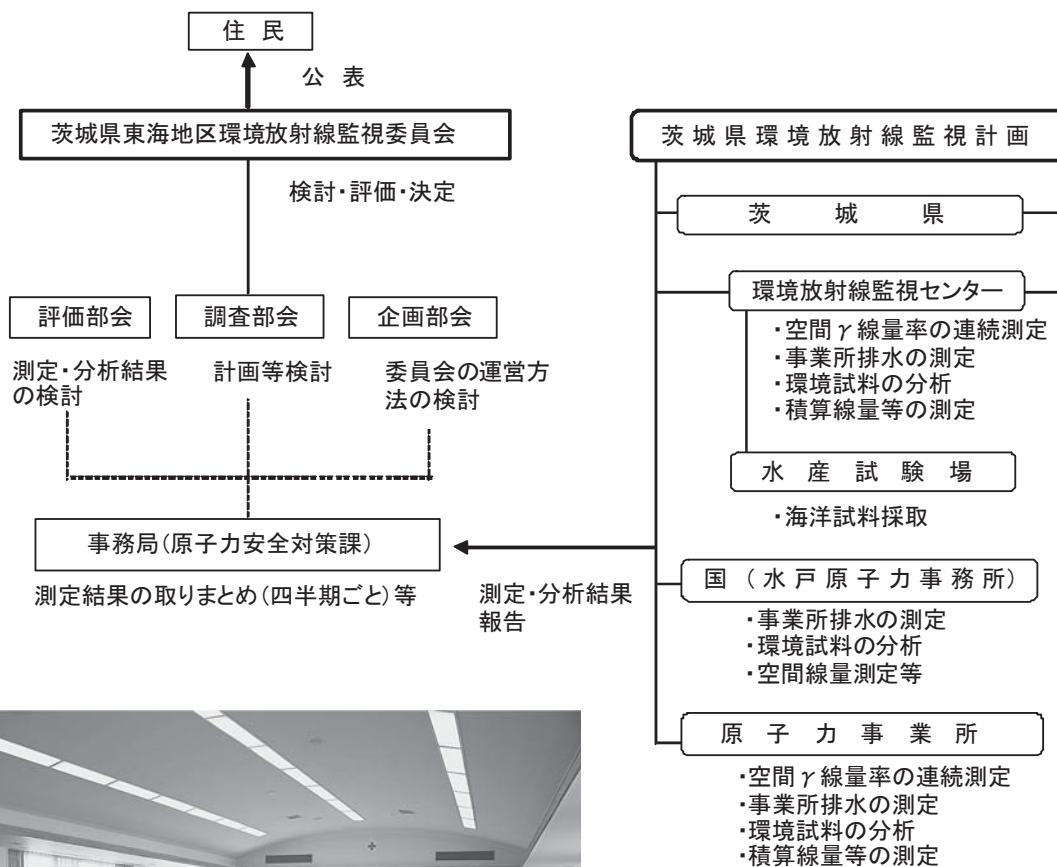 住民
公表
茨城県東海地区環境放射線監視委員会
検討・評価・決定
評価部会
測定・分析結果
の検討
調査部会
計画等検討
企画部会
委員会の運営方
法の検討
事務局(原子力安全対策課)
測定結果の取りまとめ(四半期ごと)等
測定・分析結果
報告
茨城県環境放射線監視計画
茨城県
環境放射線監視センター
・空間γ線量率の連続測定
・事業所排水の測定
・環境試料の分析
・積算線量等の測定
水産試験場
・海洋試料採取
国(水戸原子力事務所)
・事業所排水の測定
・環境試料の分析
・空間線量測定等
原子力事業所
・空間γ線量率の連続測定
・事業所排水の測定
・環境試料の分析
・積算線量等の測定